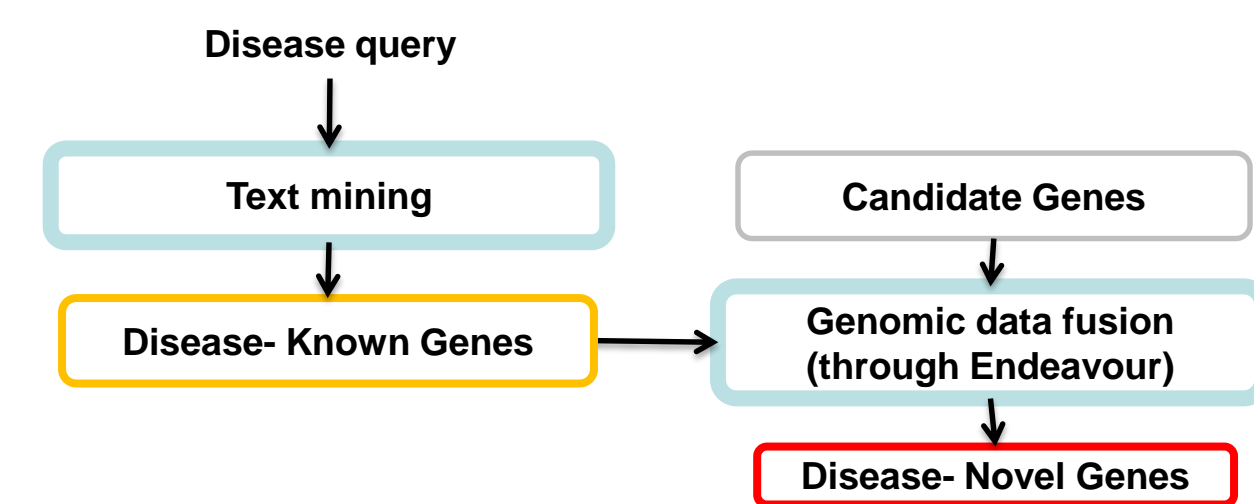 Disease query
Text mining
Candidate Genes
Disease- Known Genes
Genomic data fusion
(through Endeavour)
Disease- Novel Genes